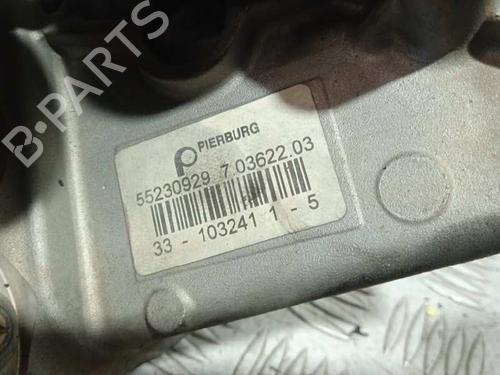 B-PARTS
PIERBURG
55230929 7.03622.03
33 - 103241 1 - 5